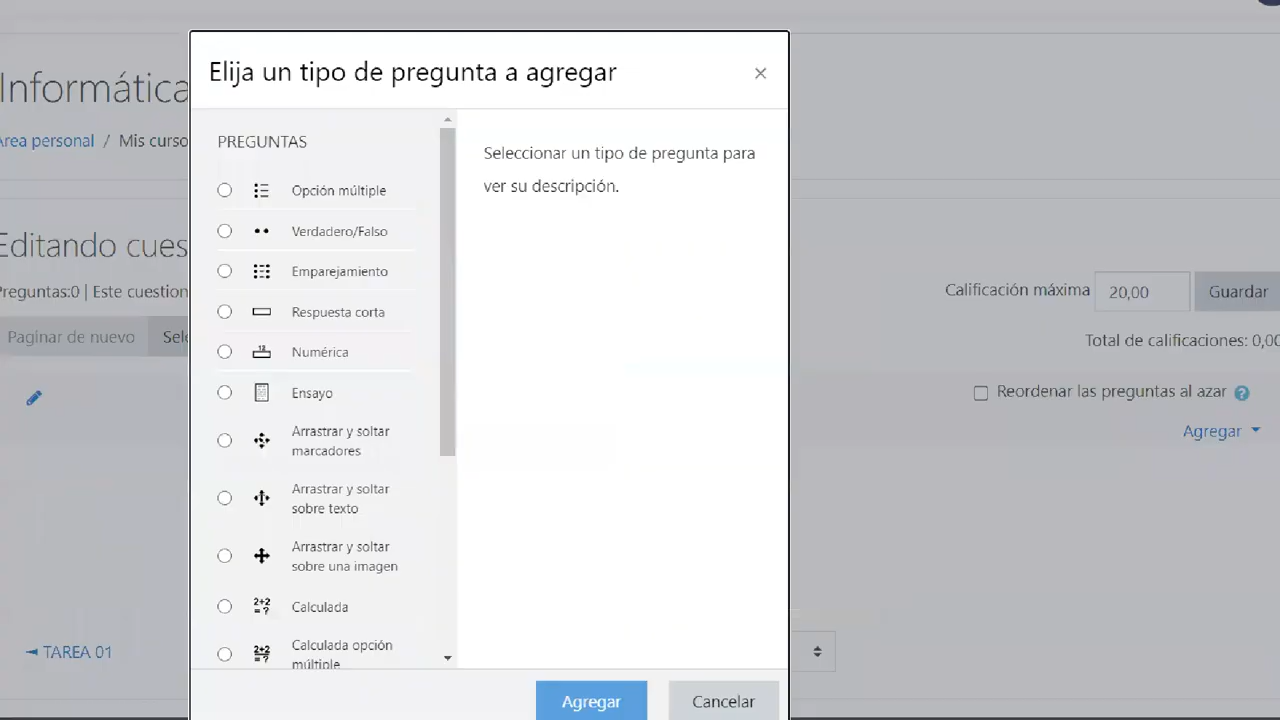 Elija un tipo de pregunta a agregar
×
Informática
Área personal / Mis curso
PREGUNTAS
Opción múltiple
Verdadero/Falso
Emparejamiento
Respuesta corta
Numérica
Ensayo
Arrastrar y soltar
marcadores
Arrastrar y soltar
sobre texto
Arrastrar y soltar
sobre una imagen
Calculada
Calculada opción
múltiple
Seleccionar un tipo de pregunta para
ver su descripción.
Agregar
Cancelar
Editando cues
Preguntas:0 | Este cuestion
Paginar de nuevo
Sele
Calificación máxima 20,00 Guardar
Total de calificaciones: 0,00
Reordenar las preguntas al azar ?
Agregar
◄ TAREA 01